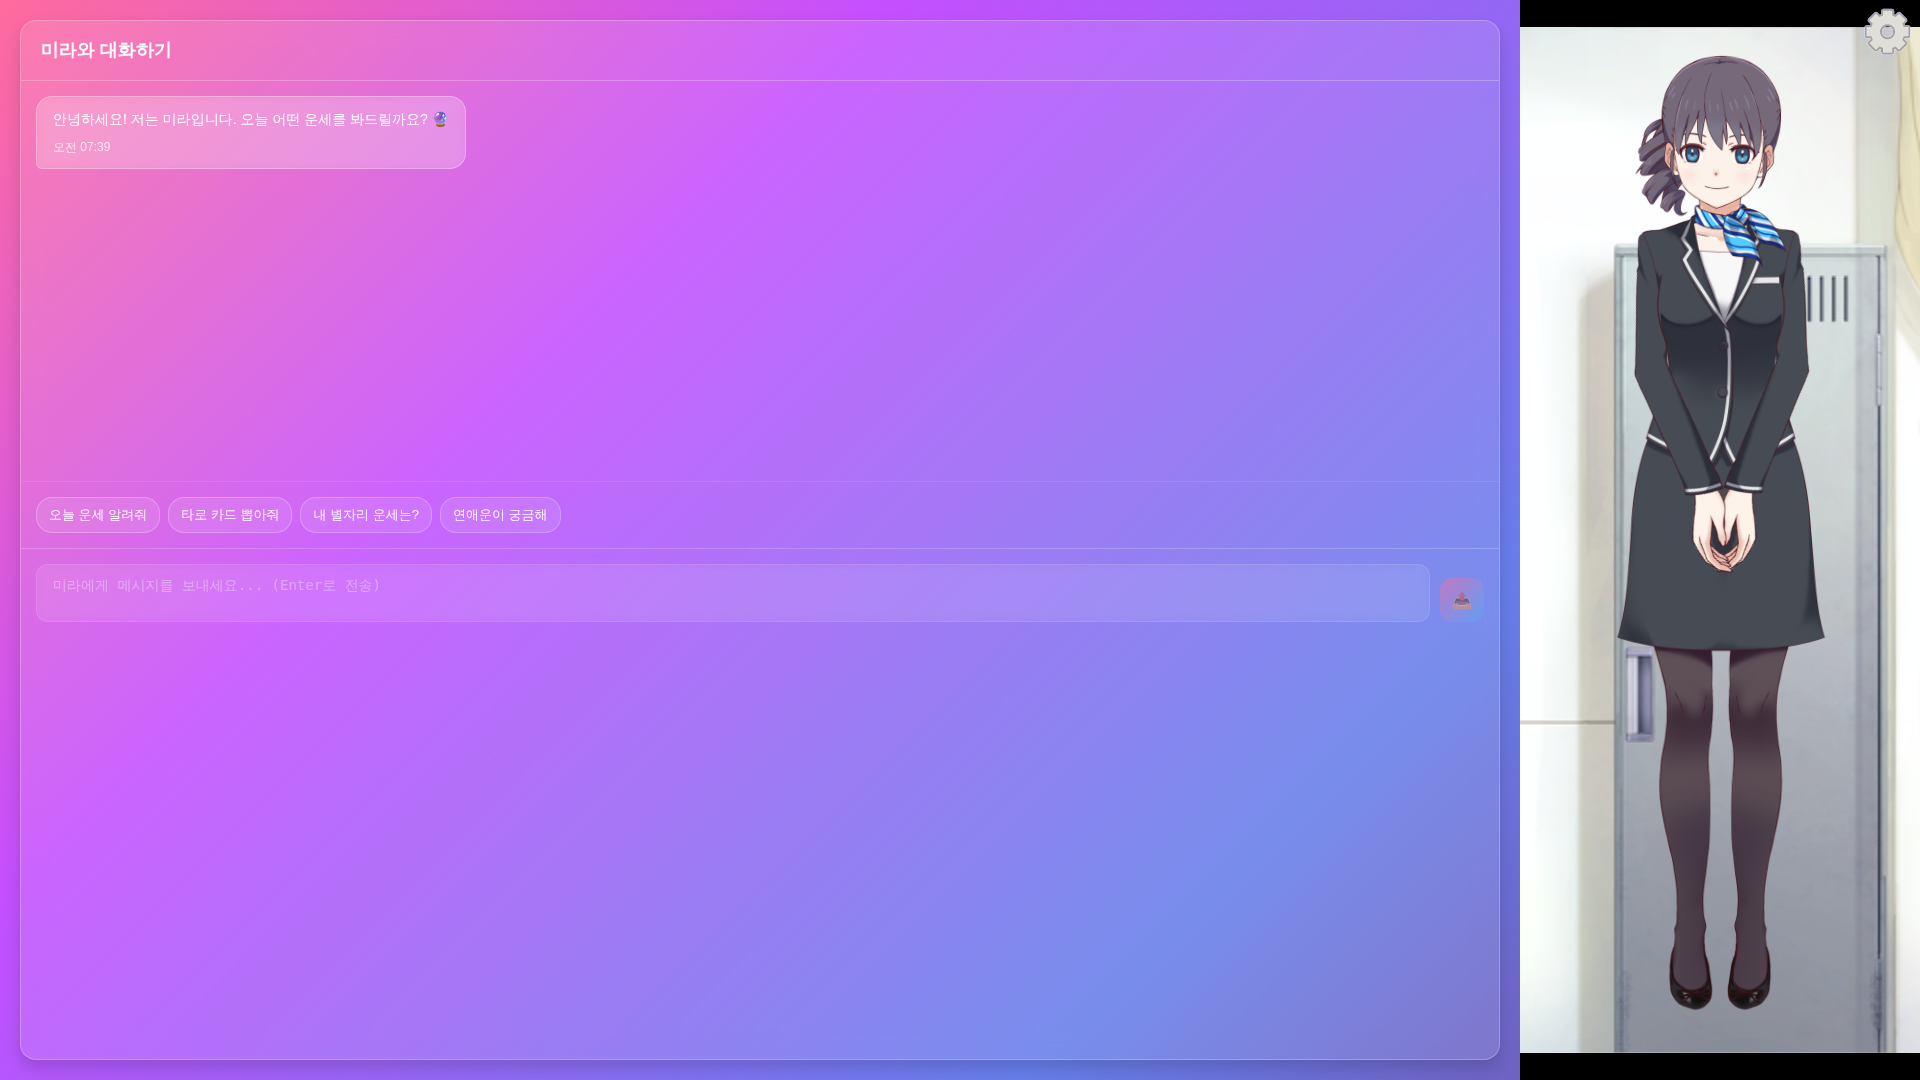 미라와 대화하기
안녕하세요! 저는 미라입니다. 오늘 어떤 운세를 봐드릴까요? 🔮
오전 07:39
오늘 운세 알려줘
타로 카드 뽑아줘
내 별자리 운세는?
연애운이 궁금해
미라에게 메시지를 보내세요... (Enter로 전송)